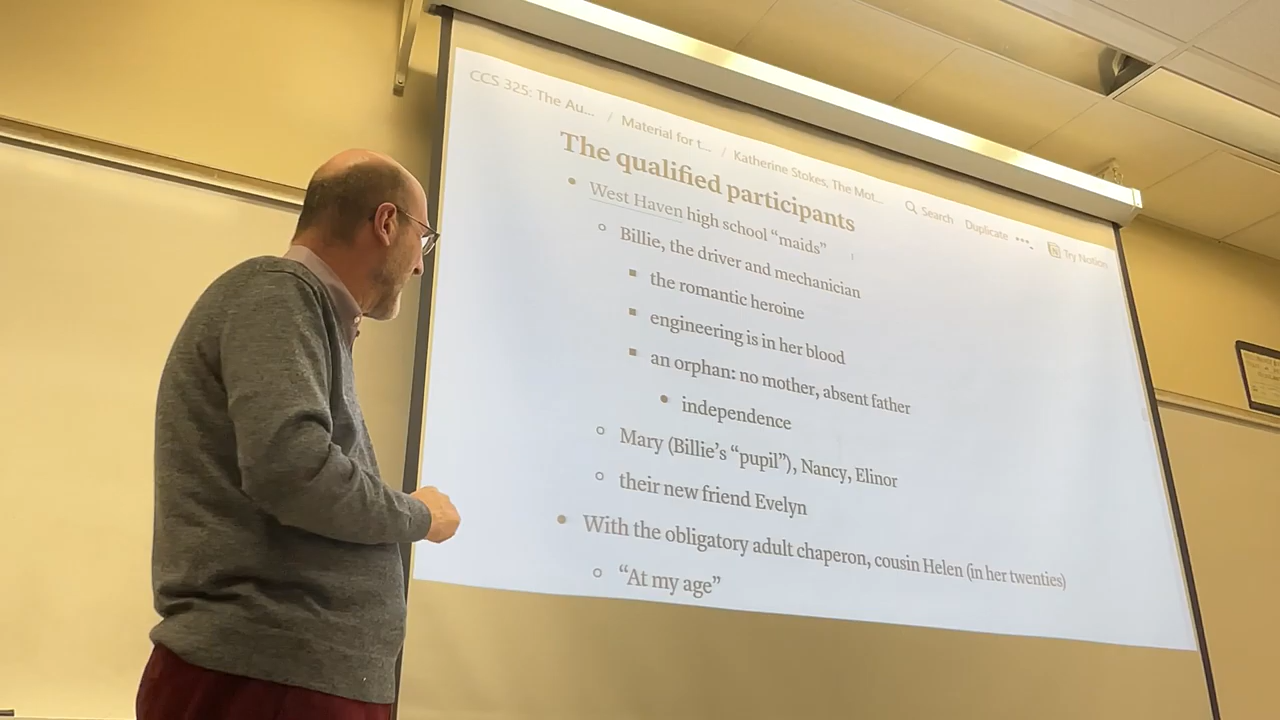 CCS 325: The Au... / Material for t... / Katherine Stokes, The Mot...
Search Duplicate ••• Try Notion
The qualified participants
• West Haven high school “maids”
○ Billie, the driver and mechanician
▪ the romantic heroine
▪ engineering is in her blood
▪ an orphan: no mother, absent father
• independence
○ Mary (Billie’s “pupil”), Nancy, Elinor
○ their new friend Evelyn
• With the obligatory adult chaperon, cousin Helen (in her twenties)
○ “At my age”